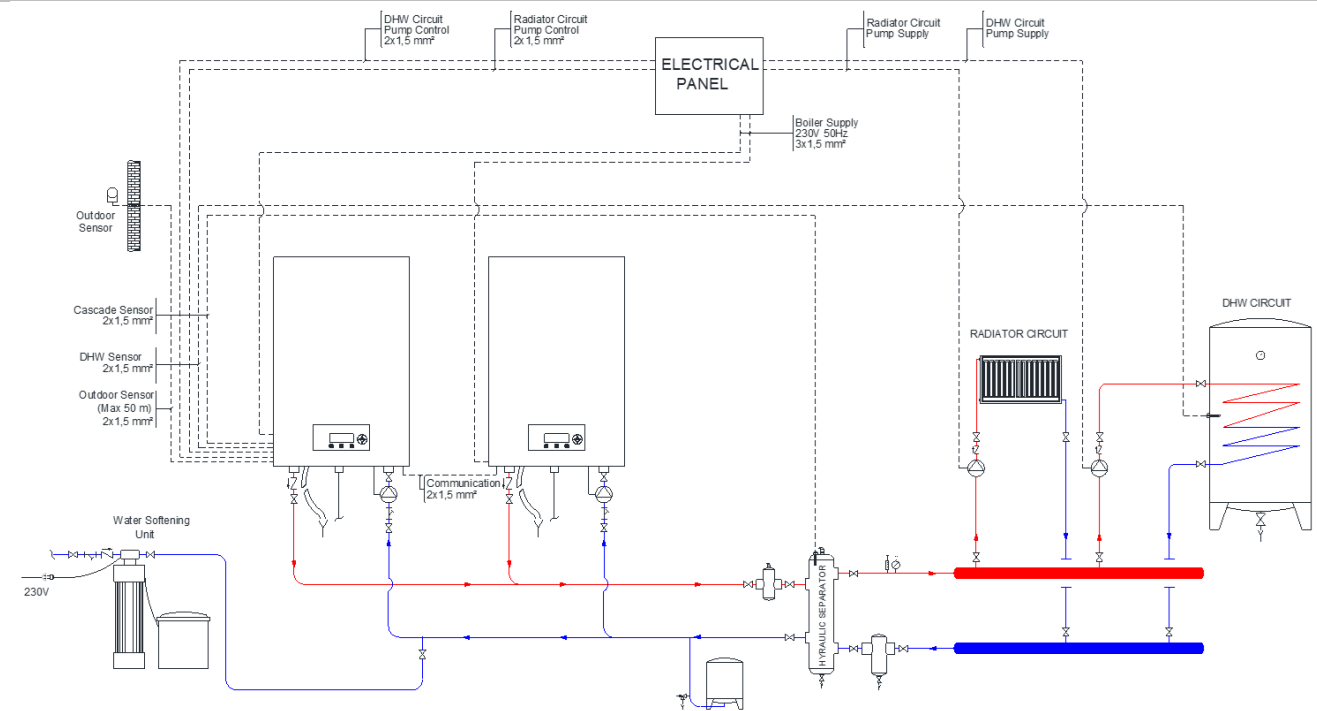 DHW Circuit
Pump Control
2x1,5 mm²
Radiator Circuit
Pump Control
2x1,5 mm²
Radiator Circuit
Pump Supply
DHW Circuit
Pump Supply
ELECTRICAL
PANEL
Boiler Supply
230V 50Hz
3x1,5 mm²
Outdoor
Sensor
Cascade Sensor
2x1,5 mm²
DHW Sensor
2x1,5 mm²
Outdoor Sensor
(Max 50 m)
2x1,5 mm²
DHW CIRCUIT
RADIATOR CIRCUIT
Communication
2x1,5 mm²
Water Softening
Unit
230V
HYRAULIC SEPARATOR